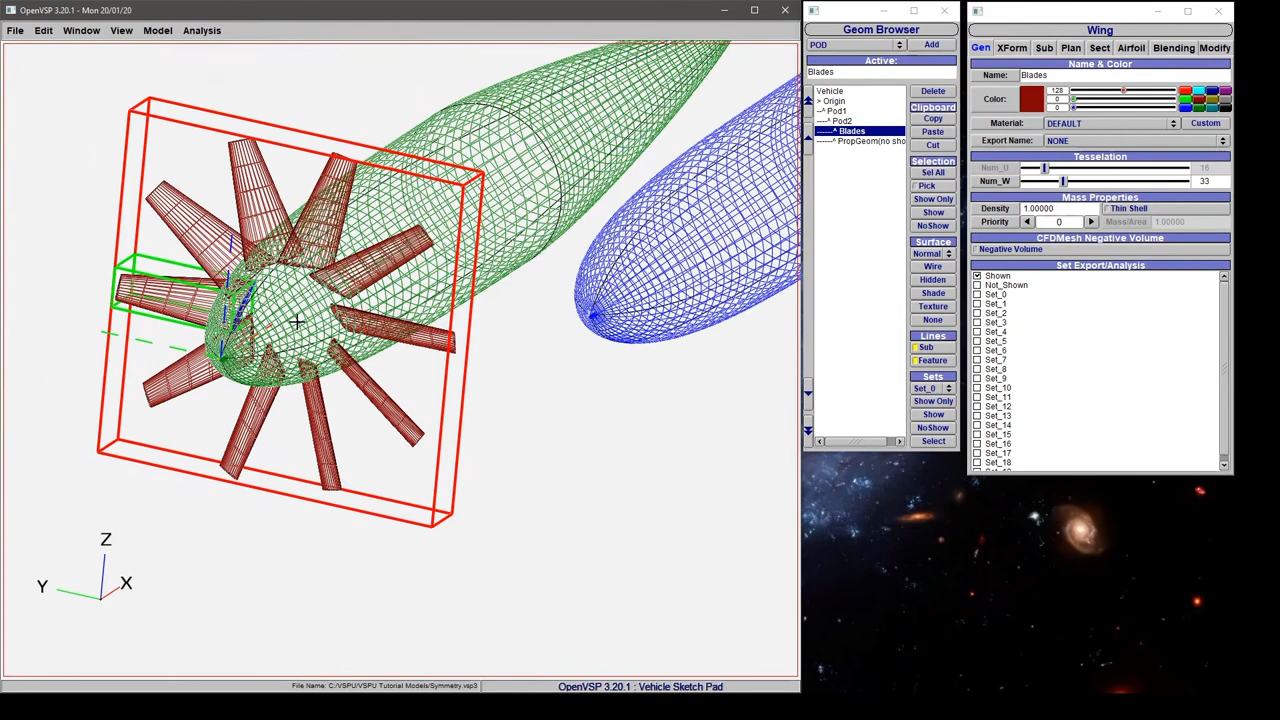 OpenVSP 3.20.1 - Mon 20/01/20
File Edit Window View Model Analysis
Z
Y X
File Name: C:/VSPU/VSPU Tutorial Models/Symmetry.vsp3
OpenVSP 3.20.1 : Vehicle Sketch Pad
Geom Browser
POD Add
Active:
Blades
Vehicle
> Origin
--^ Pod1
----^ Pod2
------^ Blades
------^ PropGeom(no sho
Delete
Clipboard
Copy
Paste
Cut
Selection
Sel All
Pick
Show Only
Show
NoShow
Surface
Normal
Wire
Hidden
Shade
Texture
None
Lines
Sub
Feature
Sets
Set_0
Show Only
Show
NoShow
Select
Wing
Gen XForm Sub Plan Sect Airfoil Blending Modify
Name & Color
Name: Blades
Color: 128
0
0
Material: DEFAULT Custom
Export Name: NONE
Tesselation
Num_U 16
Num_W 33
Mass Properties
Density 1.00000 Thin Shell
Priority 0 Mass/Area 1.00000
CFDMesh Negative Volume
Negative Volume
Set Export/Analysis
Shown
Not_Shown
Set_0
Set_1
Set_2
Set_3
Set_4
Set_5
Set_6
Set_7
Set_8
Set_9
Set_10
Set_11
Set_12
Set_13
Set_14
Set_15
Set_16
Set_17
Set_18